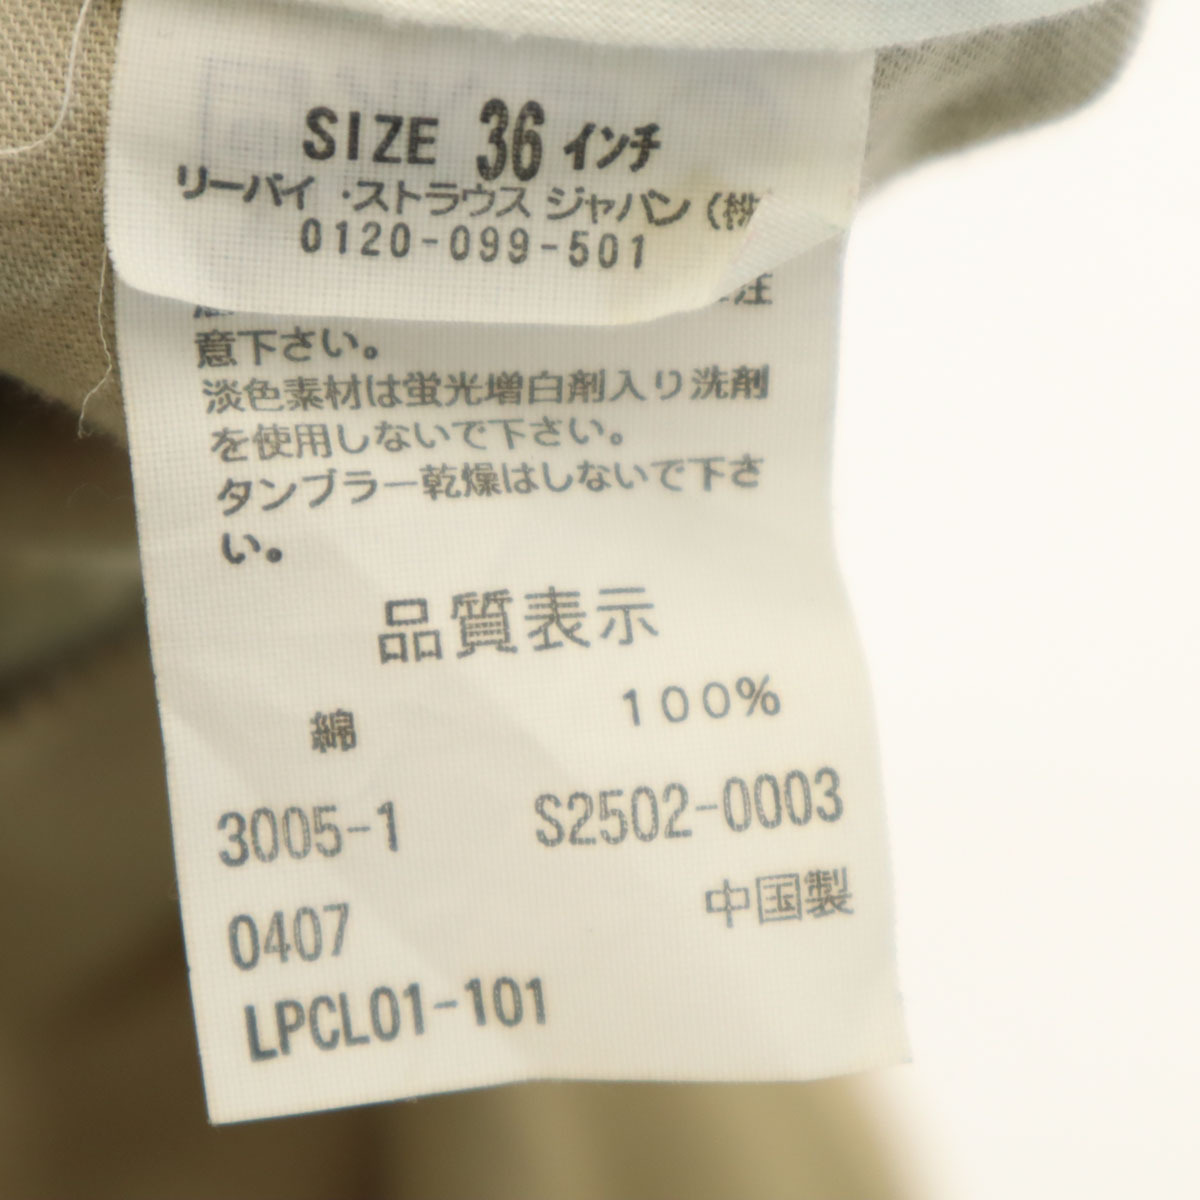 SIZE 36 インチ
リーバイ・ストラウス ジャパン（株
0120-099-501
注
意下さい。
淡色素材は蛍光増白剤入り洗剤
を使用しないで下さい。
タンブラー乾燥はしないで下さ
い。
品質表示
綿 100%
3005-1 S2502-0003
0407 中国製
LPCL01-101